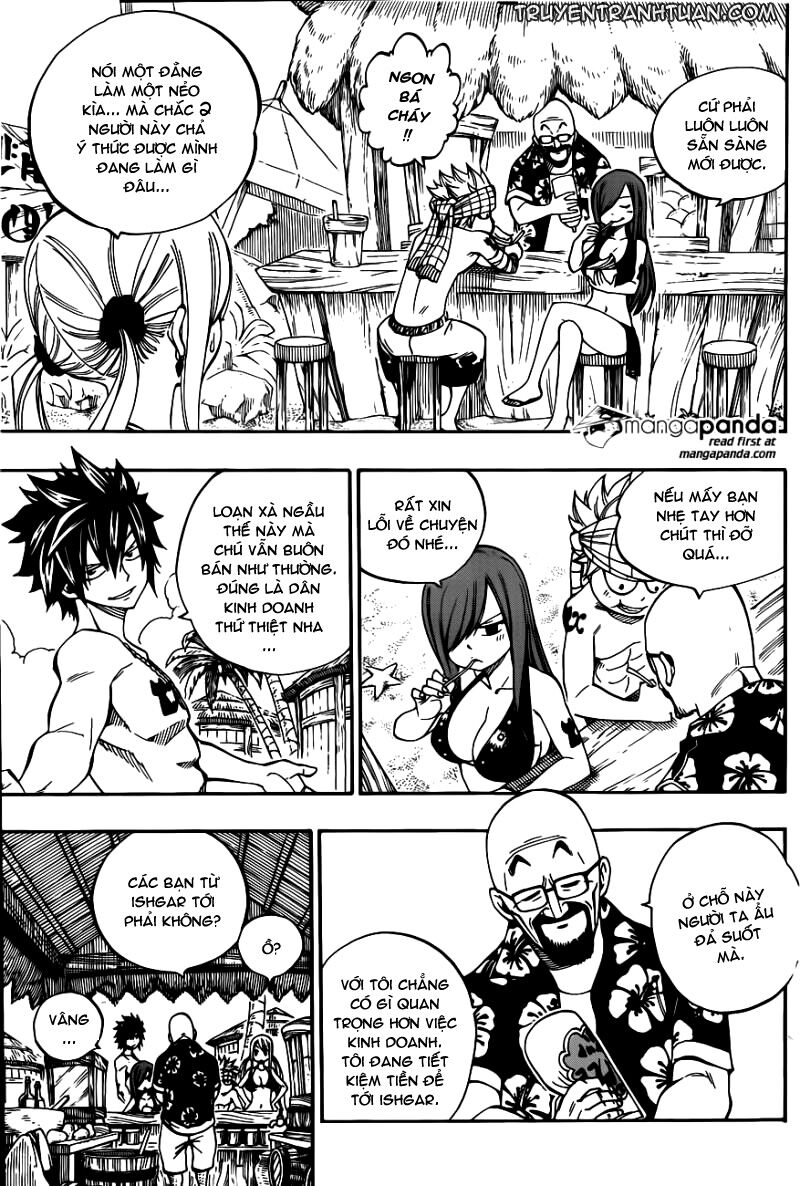 TRUYENTRANHTUAN.COM
CỨ PHẢI
LUÔN LUÔN
SẴN SÀNG
MỚI ĐƯỢC.
NGON
BÁ
CHÁY
!!
NÓI MỘT ĐẰNG
LÀM MỘT NẺO
KÌA... MÀ CHẮC 2
NGƯỜI NÀY CHẢ
Ý THỨC ĐƯỢC MÌNH
ĐANG LÀM GÌ
ĐÂU...
mangapanda
read first at
mangapanda.com
NẾU MẤY BẠN
NHẸ TAY HƠN
CHÚT THÌ ĐỠ
QUÁ...
RẤT XIN
LỖI VỀ CHUYỆN
ĐÓ NHÉ...
LOẠN XÀ NGẦU
THẾ NÀY MÀ
CHÚ VẪN BUÔN
BÁN NHƯ THƯỜNG.
ĐÚNG LÀ DÂN
KINH DOANH
THỨ THIỆT NHA
...
Ở CHỖ NÀY
NGƯỜI TA ẨU
ĐẢ SUỐT
MÀ.
VỚI TÔI CHẲNG
CÓ GÌ QUAN
TRỌNG HƠN VIỆC
KINH DOANH.
TÔI ĐANG TIẾT
KIỆM TIỀN ĐỂ
TỚI ISHGAR.
CÁC BẠN TỪ
ISHGAR TỚI
PHẢI KHÔNG?
Ồ?
VÂNG
...